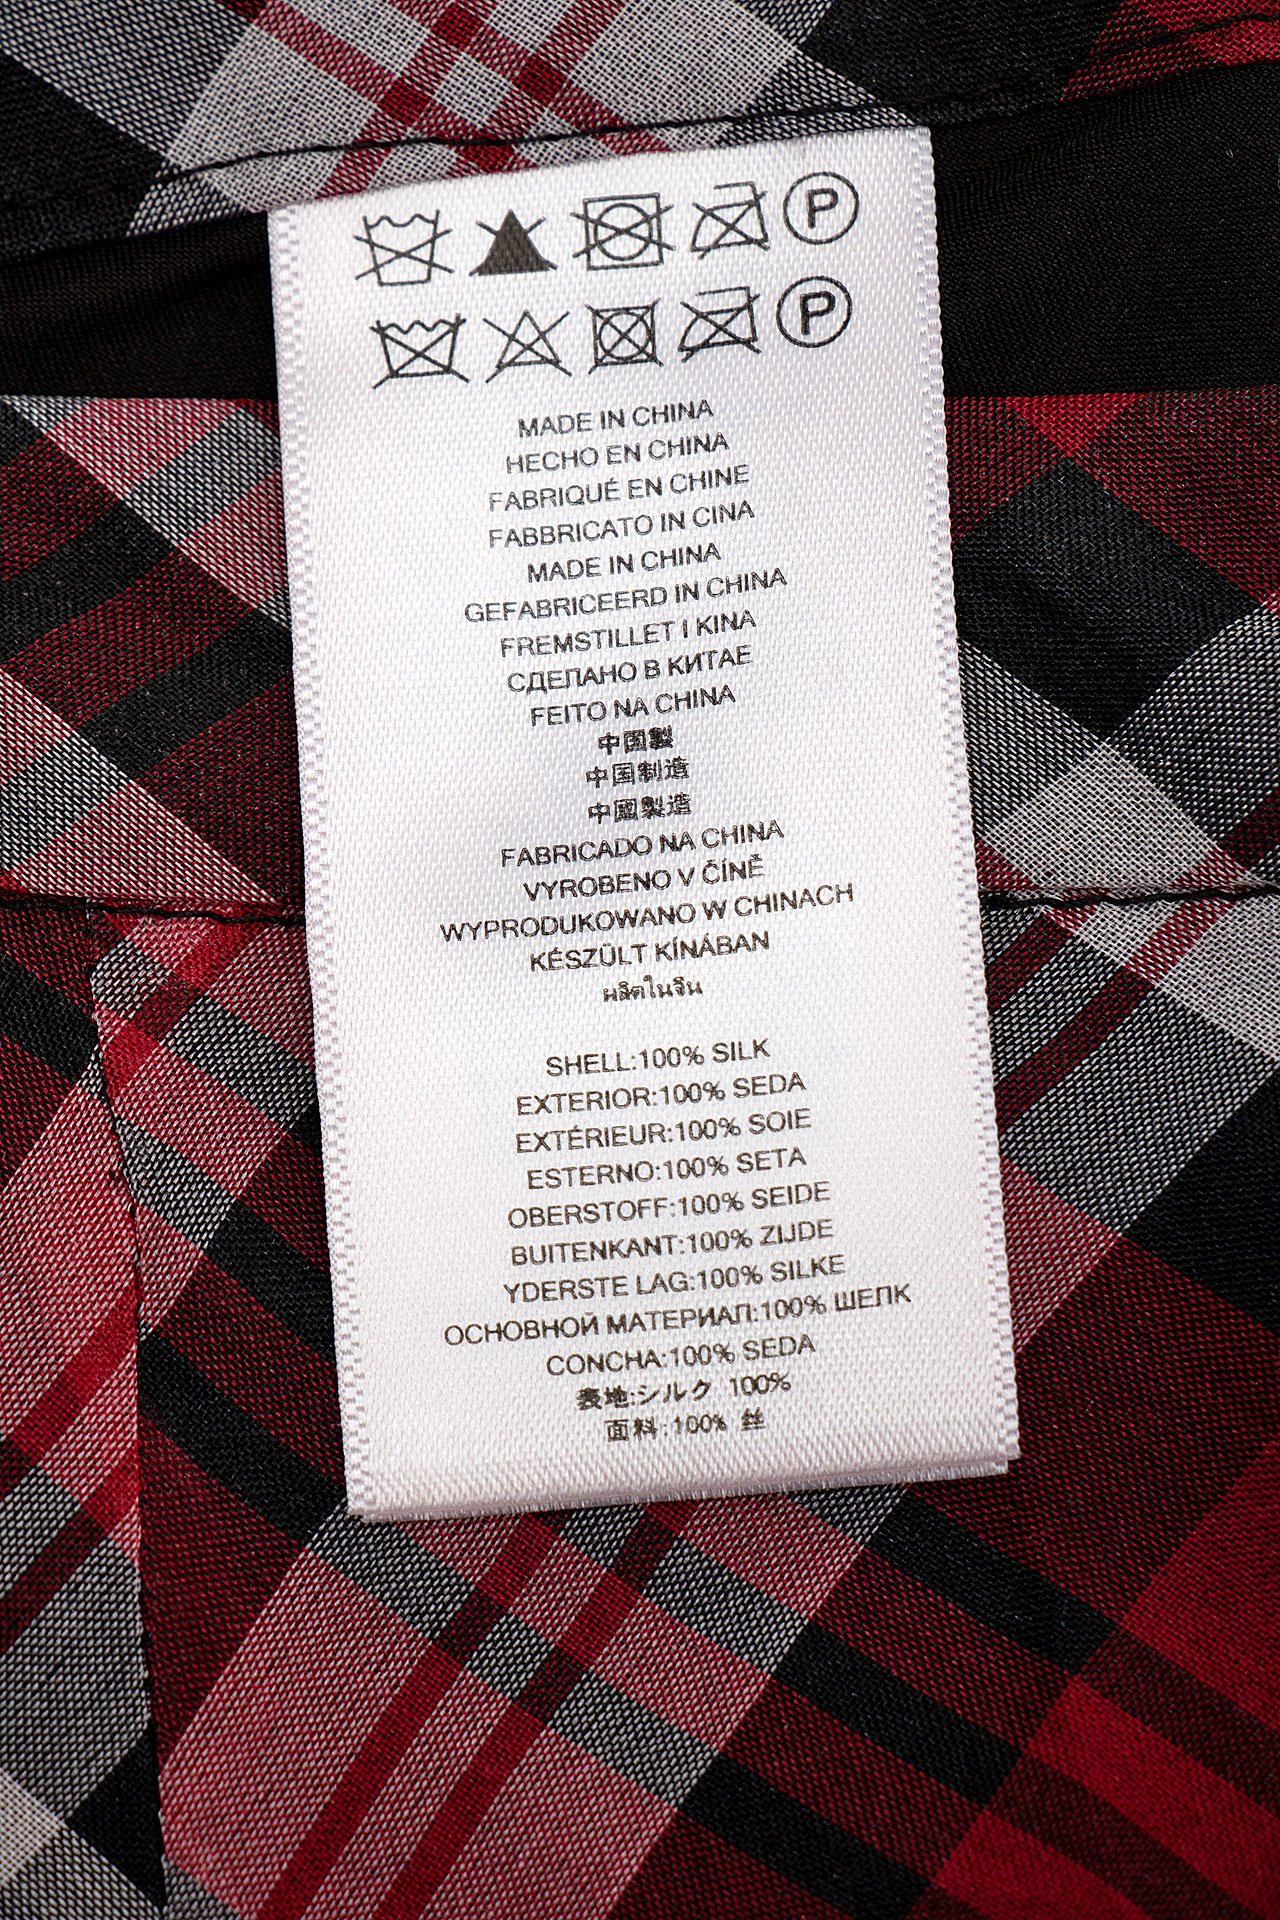 P
P
MADE IN CHINA
HECHO EN CHINA
FABRIQUÉ EN CHINE
FABBRICATO IN CINA
MADE IN CHINA
GEFABRICEERD IN CHINA
FREMSTILLET I KINA
СДЕЛАНО В КИТАЕ
FEITO NA CHINA
中国製
中国制造
中國製造
FABRICADO NA CHINA
VYROBENO V ČÍNĚ
WYPRODUKOWANO W CHINACH
KÉSZÜLT KÍNÁBAN
ผลิตในจีน
SHELL:100% SILK
EXTERIOR:100% SEDA
EXTÉRIEUR:100% SOIE
ESTERNO:100% SETA
OBERSTOFF:100% SEIDE
BUITENKANT:100% ZIJDE
YDERSTE LAG:100% SILKE
ОСНОВНОЙ МАТЕРИАЛ:100% ШЕЛК
CONCHA:100% SEDA
表地:シルク 100%
面料:100% 丝